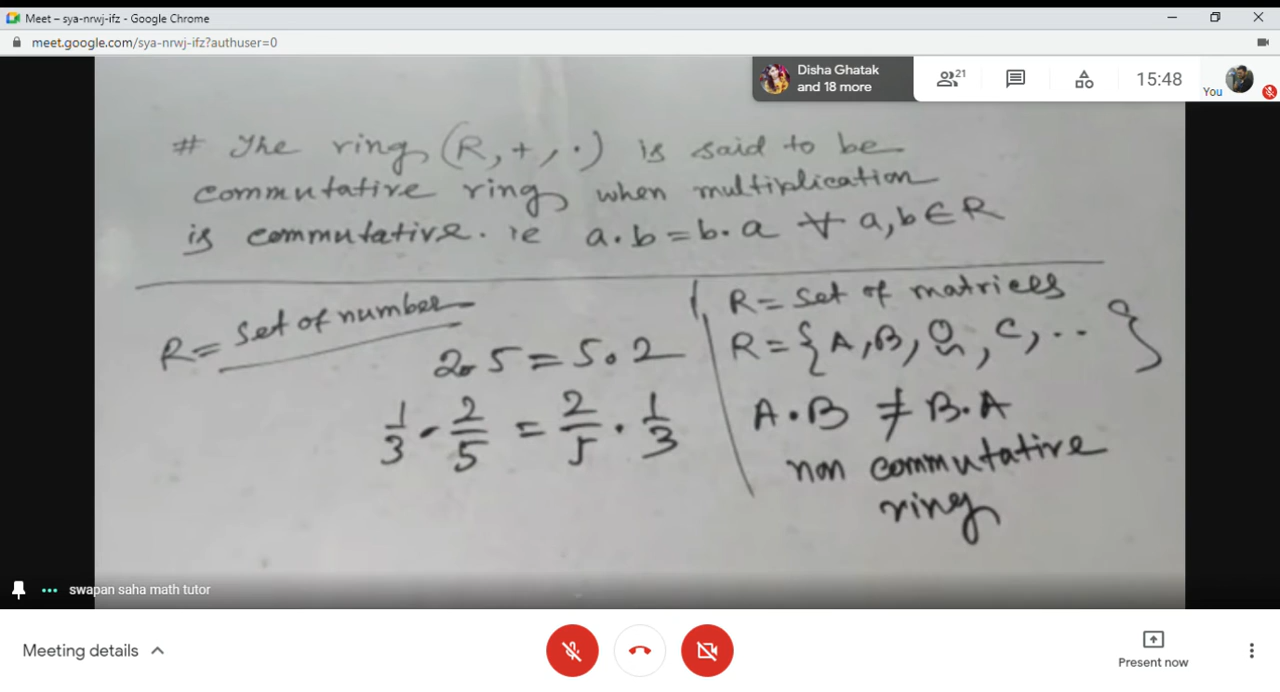 Meet – sya-nrwj-ifz - Google Chrome
meet.google.com/sya-nrwj-ifz?authuser=0
Disha Ghatak
and 18 more
21
15:48
You
# The ring (R, +, ·) is said to be
commutative ring when multiplication
is commutative. ie a·b = b·a ∀ a, b ∈ R
R = set of number
2·5 = 5·2
1/3 · 2/5 = 2/5 · 1/3
R = set of matrices
R = {A, B, O, C, ·· }
A·B ≠ B·A
non commutative
ring
swapan saha math tutor
Meeting details
Present now